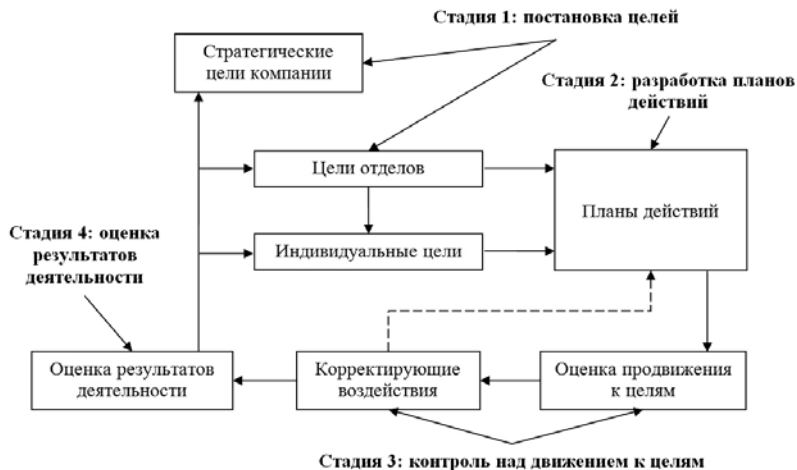 Стадия 1: постановка целей
Стратегические
цели компании
Стадия 2: разработка планов
действий
Цели отделов
Планы действий
Стадия 4: оценка
результатов
деятельности
Индивидуальные цели
Оценка результатов
деятельности
Корректирующие
воздействия
Оценка продвижения
к целям
Стадия 3: контроль над движением к целям